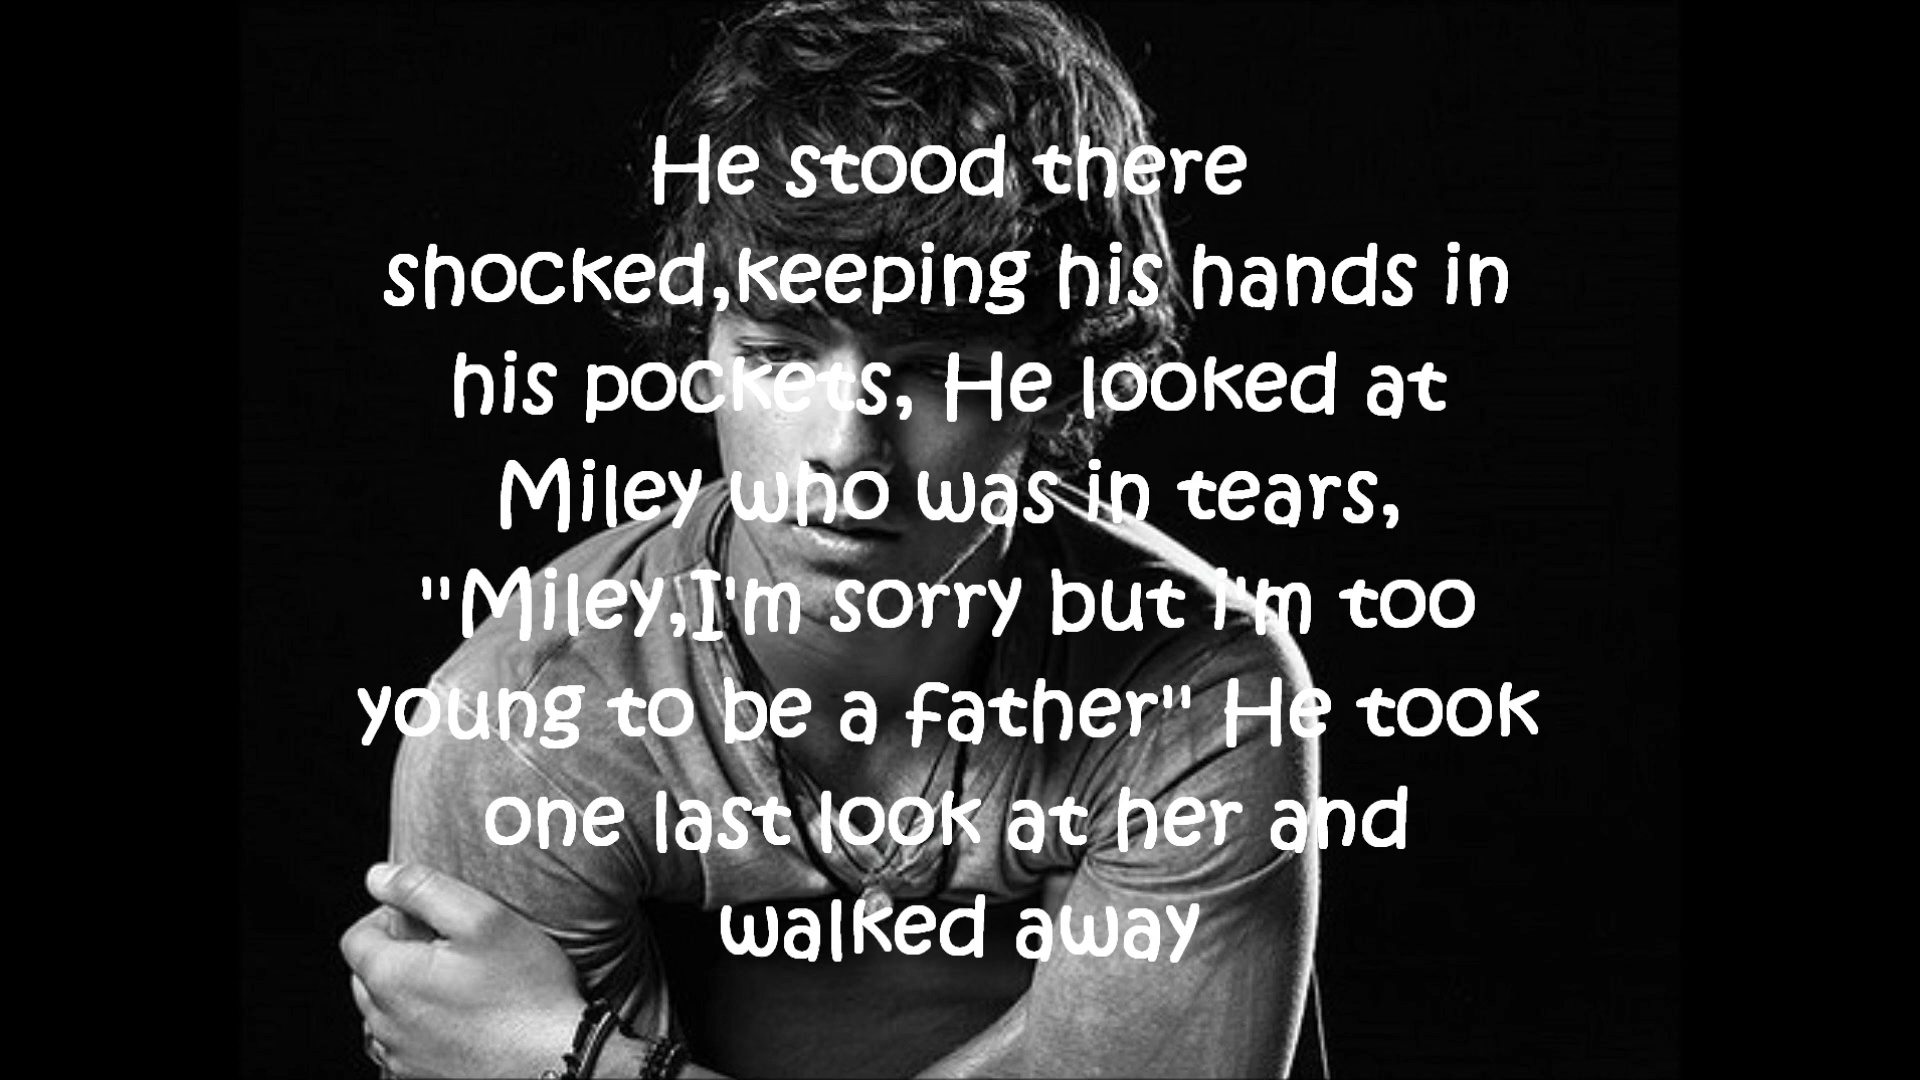 He stood there
shocked,keeping his hands in
his pockets, He looked at
Miley who was in tears,
"Miley,I'm sorry but i'm too
young to be a father" He took
one last look at her and
walked away